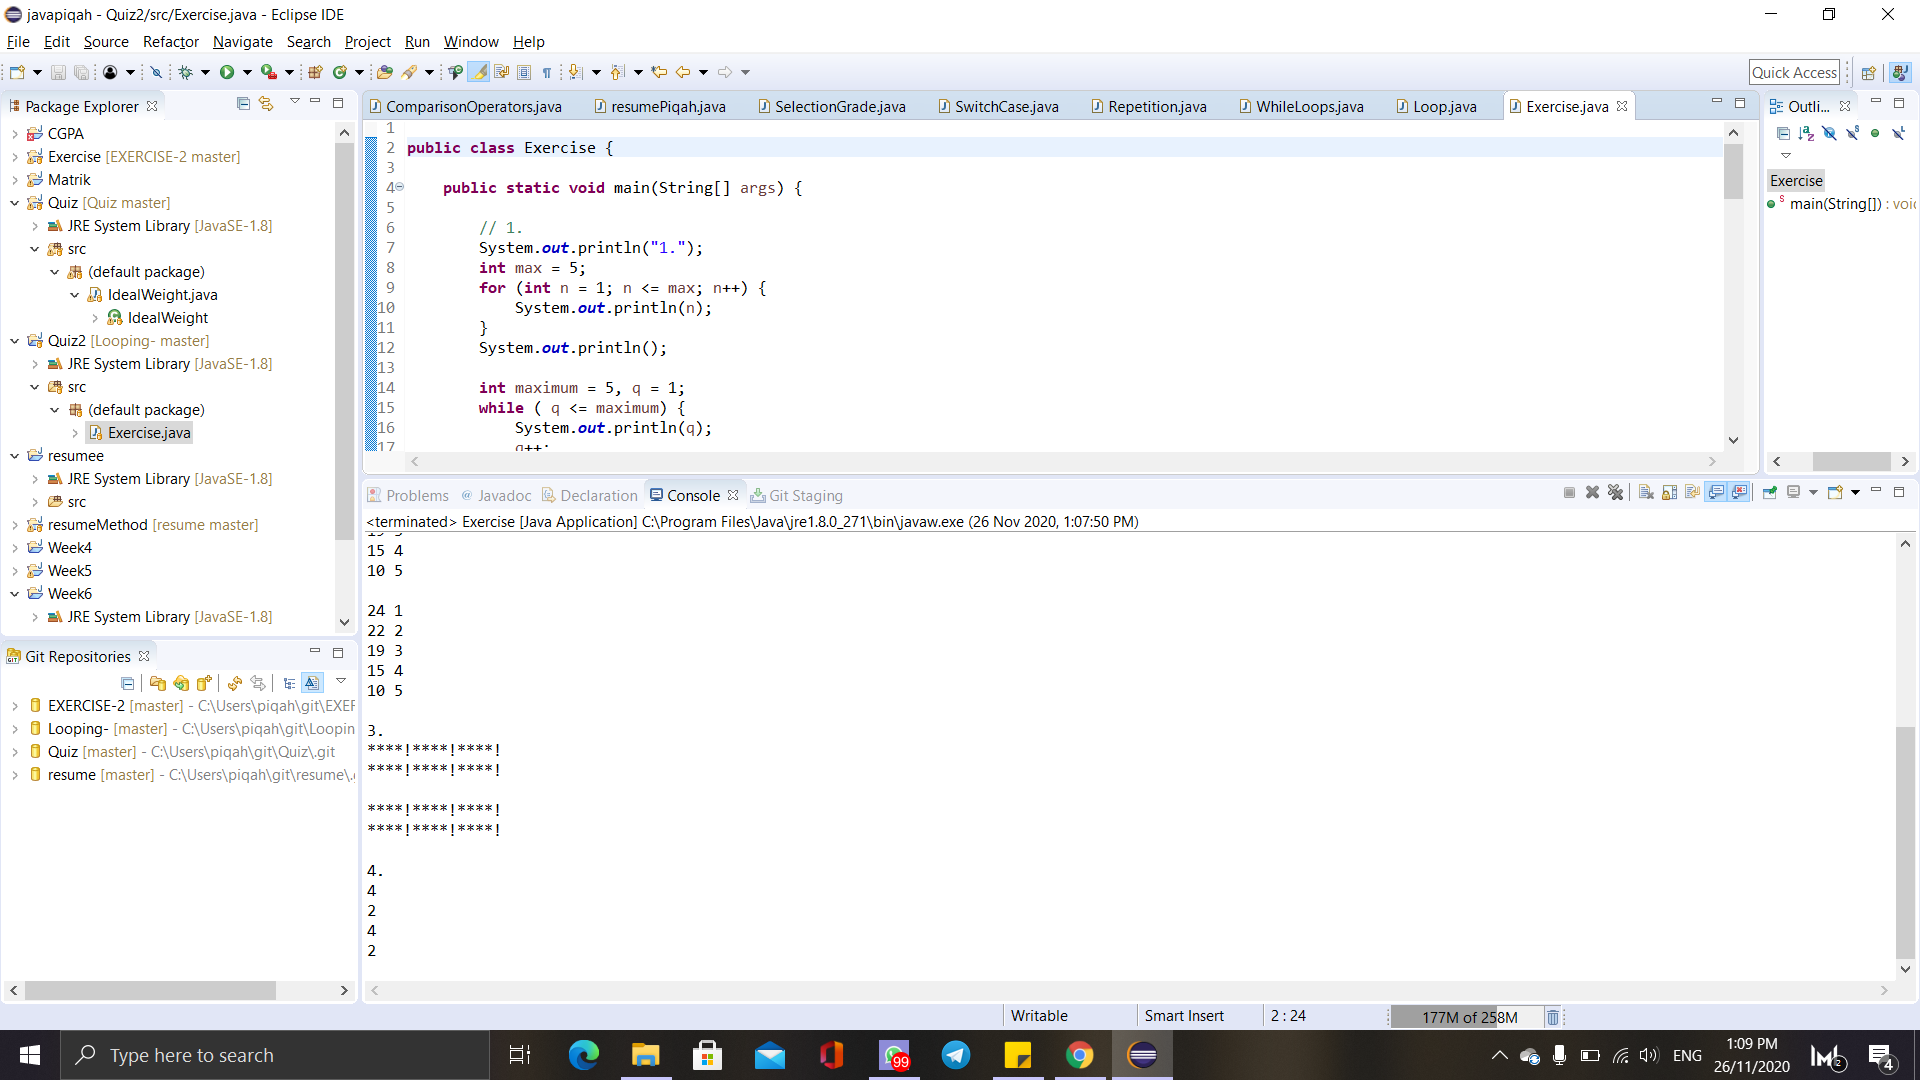 javapiqah - Quiz2/src/Exercise.java - Eclipse IDE
File Edit Source Refactor Navigate Search Project Run Window Help
Quick Access
Package Explorer
CGPA
Exercise [EXERCISE-2 master]
Matrik
Quiz [Quiz master]
JRE System Library [JavaSE-1.8]
src
(default package)
IdealWeight.java
IdealWeight
Quiz2 [Looping- master]
JRE System Library [JavaSE-1.8]
src
(default package)
Exercise.java
resumee
JRE System Library [JavaSE-1.8]
src
resumeMethod [resume master]
Week4
Week5
Week6
JRE System Library [JavaSE-1.8]
Git Repositories
EXERCISE-2 [master] - C:\Users\piqah\git\EXER
Looping- [master] - C:\Users\piqah\git\Loopin
Quiz [master] - C:\Users\piqah\git\Quiz\.git
resume [master] - C:\Users\piqah\git\resume\.
ComparisonOperators.java resumePiqah.java SelectionGrade.java SwitchCase.java Repetition.java WhileLoops.java Loop.java Exercise.java
1
2 public class Exercise {
3
4 public static void main(String[] args) {
5
6 // 1.
7 System.out.println("1.");
8 int max = 5;
9 for (int n = 1; n <= max; n++) {
10 System.out.println(n);
11 }
12 System.out.println();
13
14 int maximum = 5, q = 1;
15 while ( q <= maximum) {
16 System.out.println(q);
17 q++;
Outli...
Exercise
main(String[]) : voic
Problems @ Javadoc Declaration Console Git Staging
<terminated> Exercise [Java Application] C:\Program Files\Java\jre1.8.0_271\bin\javaw.exe (26 Nov 2020, 1:07:50 PM)
15 4
10 5
24 1
22 2
19 3
15 4
10 5
3.
****!****!****!
****!****!****!
****!****!****!
****!****!****!
4.
4
2
4
2
Writable Smart Insert 2 : 24 177M of 258M
Type here to search
99
ENG
1:09 PM
26/11/2020
2
4